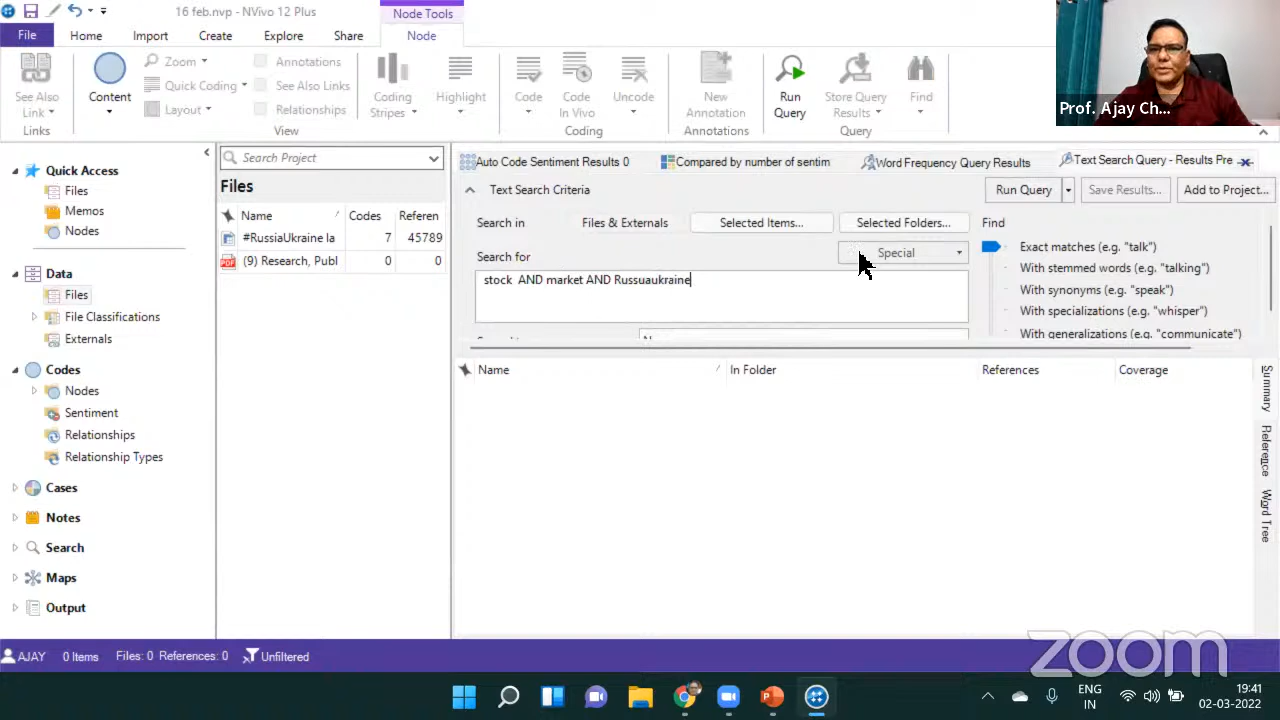 16 feb.nvp - NVivo 12 Plus
Node Tools
File
Home
Import
Create
Explore
Share
Node
See Also
Link
Links
Content
Zoom
Quick Coding
Layout
Annotations
See Also Links
Relationships
View
Coding
Stripes
Highlight
Code
Code
In Vivo
Uncode
Coding
New
Annotation
Annotations
Run
Query
Store Query
Results
Find
Query
Prof. Ajay Ch...
Quick Access
Files
Memos
Nodes
Data
Files
File Classifications
Externals
Codes
Nodes
Sentiment
Relationships
Relationship Types
Cases
Notes
Search
Maps
Output
Search Project
Files
Name Codes Referen
#RussiaUkraine la 7 45789
(9) Research, Publ 0 0
Auto Code Sentiment Results 0
Compared by number of sentim
Word Frequency Query Results
Text Search Query - Results Pre
Text Search Criteria
Run Query
Save Results...
Add to Project...
Search in
Files & Externals
Selected Items...
Selected Folders...
Find
Search for
Special
stock AND market AND Russuaukraine
Exact matches (e.g. "talk")
With stemmed words (e.g. "talking")
With synonyms (e.g. "speak")
With specializations (e.g. "whisper")
With generalizations (e.g. "communicate")
Name In Folder References Coverage
Summary
Reference
Word Tree
AJAY 0 Items Files: 0 References: 0 Unfiltered
zoom
ENG
IN
19:41
02-03-2022